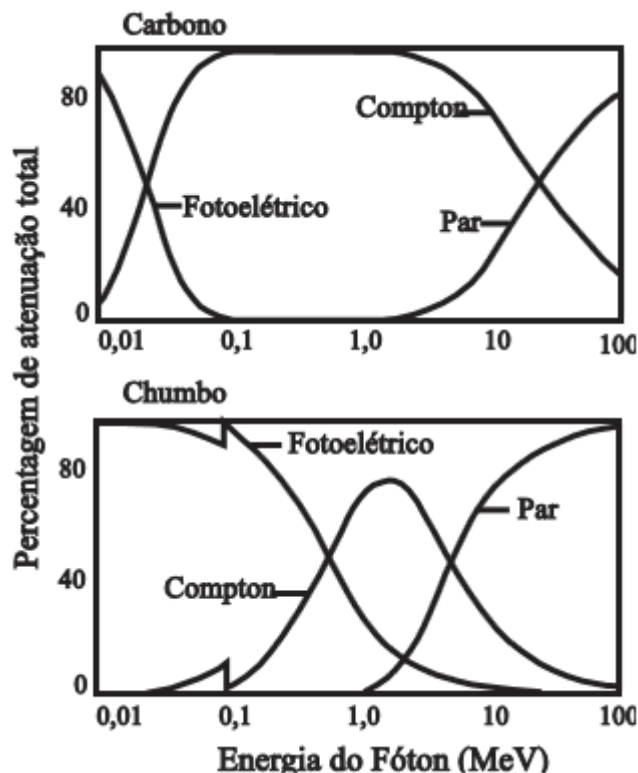 Carbono
80
40
0
Compton
Fotoelétrico
Par
0,01 0,1 1,0 10 100
Chumbo
80
40
0
Fotoelétrico
Par
Compton
0,01 0,1 1,0 10 100
Percentagem de atenuação total
Energia do Fóton (MeV)